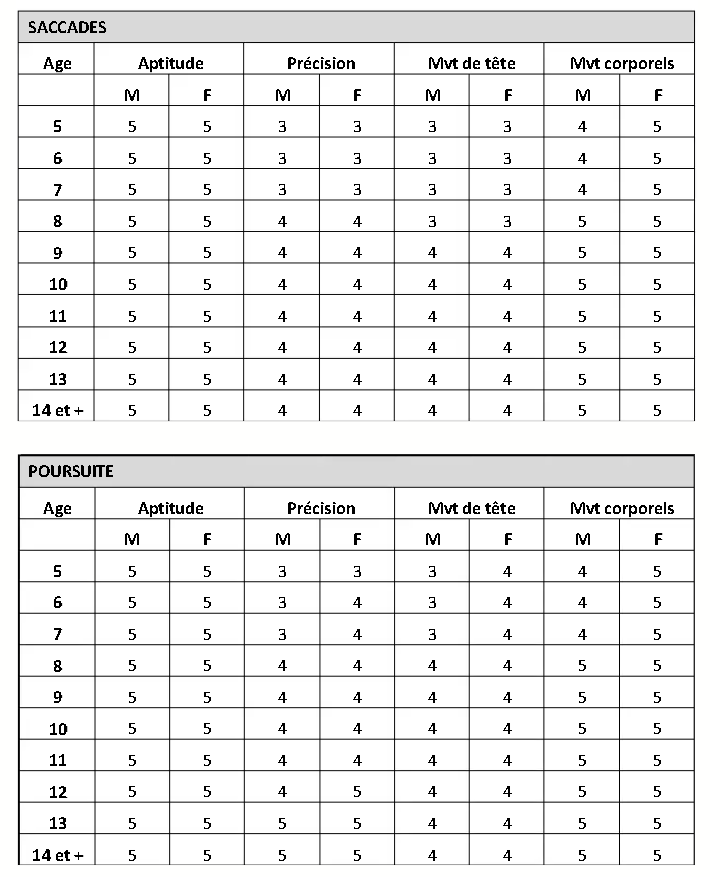 SACCADES
Age Aptitude Précision Mvt de tête Mvt corporels
M F M F M F M F
5 5 5 3 3 3 3 4 5
6 5 5 3 3 3 3 4 5
7 5 5 3 3 3 3 4 5
8 5 5 4 4 3 3 5 5
9 5 5 4 4 4 4 5 5
10 5 5 4 4 4 4 5 5
11 5 5 4 4 4 4 5 5
12 5 5 4 4 4 4 5 5
13 5 5 4 4 4 4 5 5
14 et + 5 5 4 4 4 4 5 5
POURSUITE
Age Aptitude Précision Mvt de tête Mvt corporels
M F M F M F M F
5 5 5 3 3 3 4 4 5
6 5 5 3 4 3 4 4 5
7 5 5 3 4 3 4 4 5
8 5 5 4 4 4 4 5 5
9 5 5 4 4 4 4 5 5
10 5 5 4 4 4 4 5 5
11 5 5 4 4 4 4 5 5
12 5 5 4 5 4 4 5 5
13 5 5 5 5 4 4 5 5
14 et + 5 5 5 5 4 4 5 5